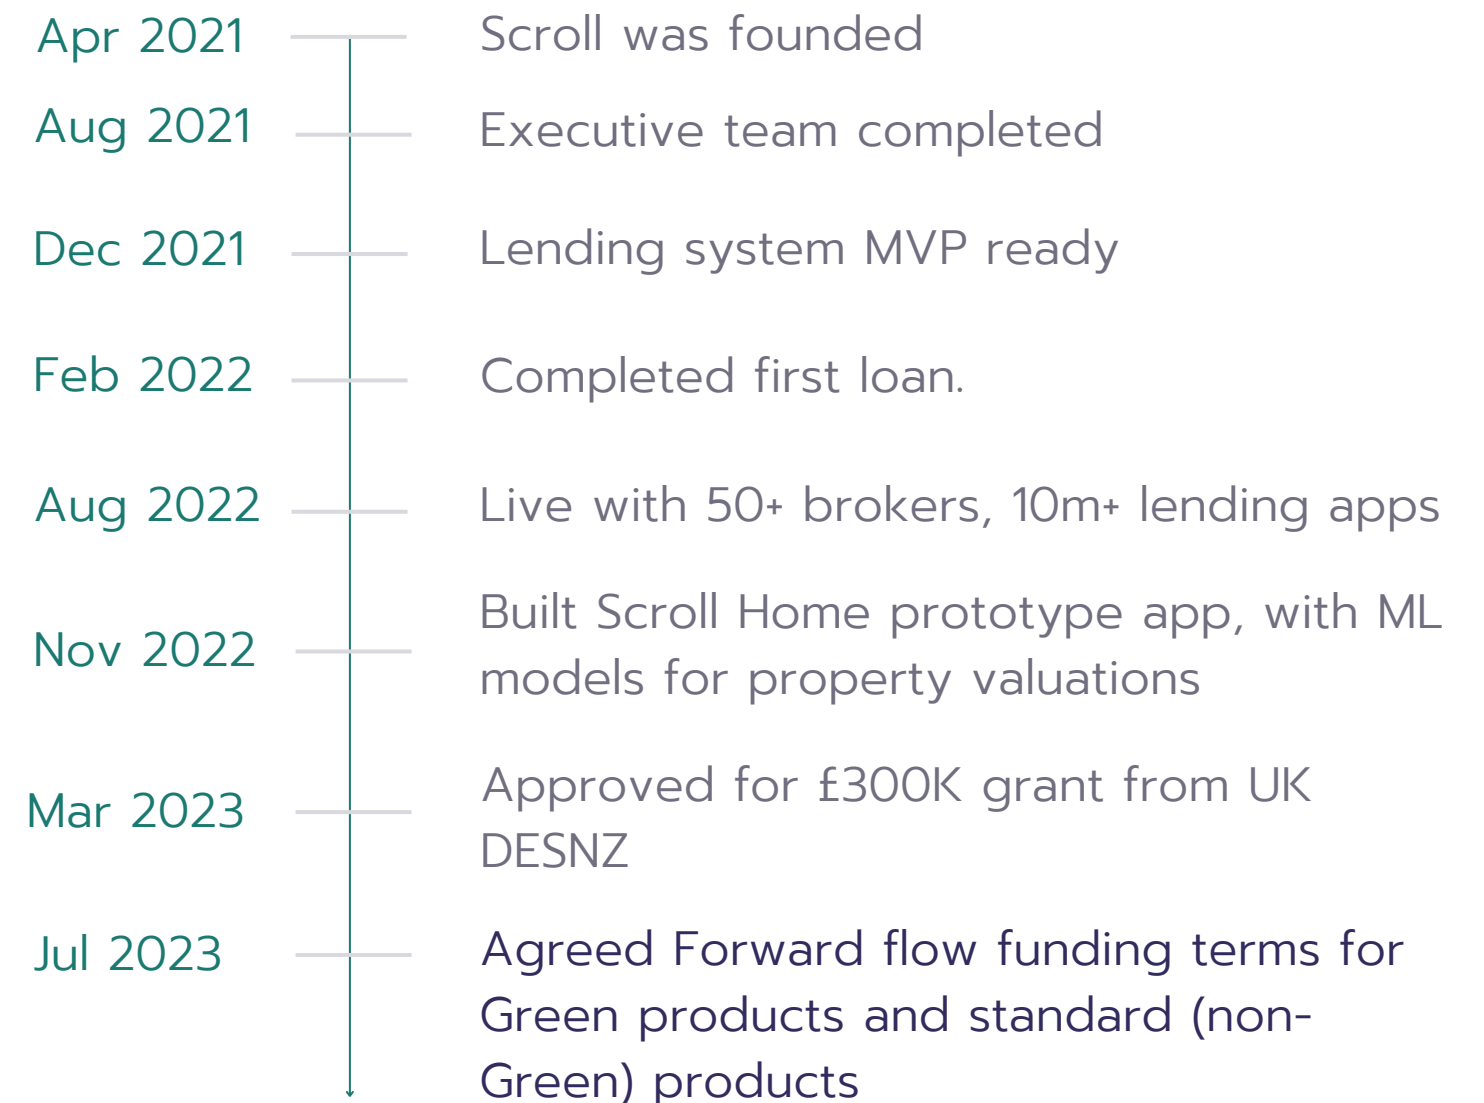 Apr 2021 Scroll was founded
Aug 2021 Executive team completed
Dec 2021 Lending system MVP ready
Feb 2022 Completed first loan.
Aug 2022 Live with 50+ brokers, 10m+ lending apps
Nov 2022 Built Scroll Home prototype app, with ML
models for property valuations
Mar 2023 Approved for £300K grant from UK
DESNZ
Jul 2023 Agreed Forward flow funding terms for
Green products and standard (non-
Green) products